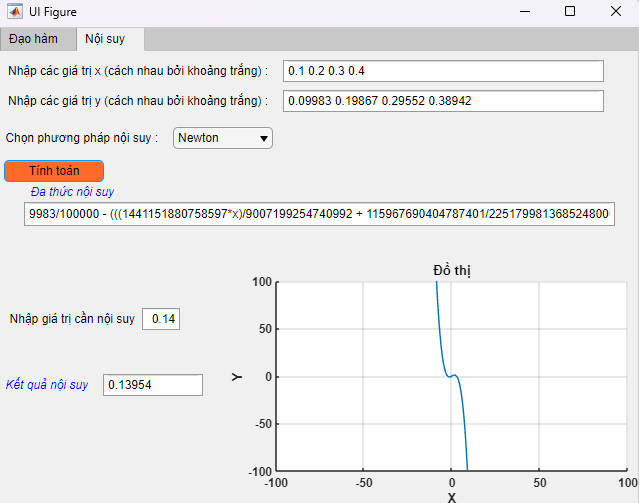 UI Figure
Đạo hàm Nội suy
Nhập các giá trị x (cách nhau bởi khoảng trắng) : 0.1 0.2 0.3 0.4
Nhập các giá trị y (cách nhau bởi khoảng trắng) : 0.09983 0.19867 0.29552 0.38942
Chọn phương pháp nội suy : Newton
Tính toán
Đa thức nội suy
9983/100000 - (((1441151880758597*x)/9007199254740992 + 115967690404787401/22517998136852480
Đồ thị
100
50
0
-50
-100
Y
-100 -50 0 50 100
X
Nhập giá trị cần nội suy 0.14
Kết quả nội suy 0.13954